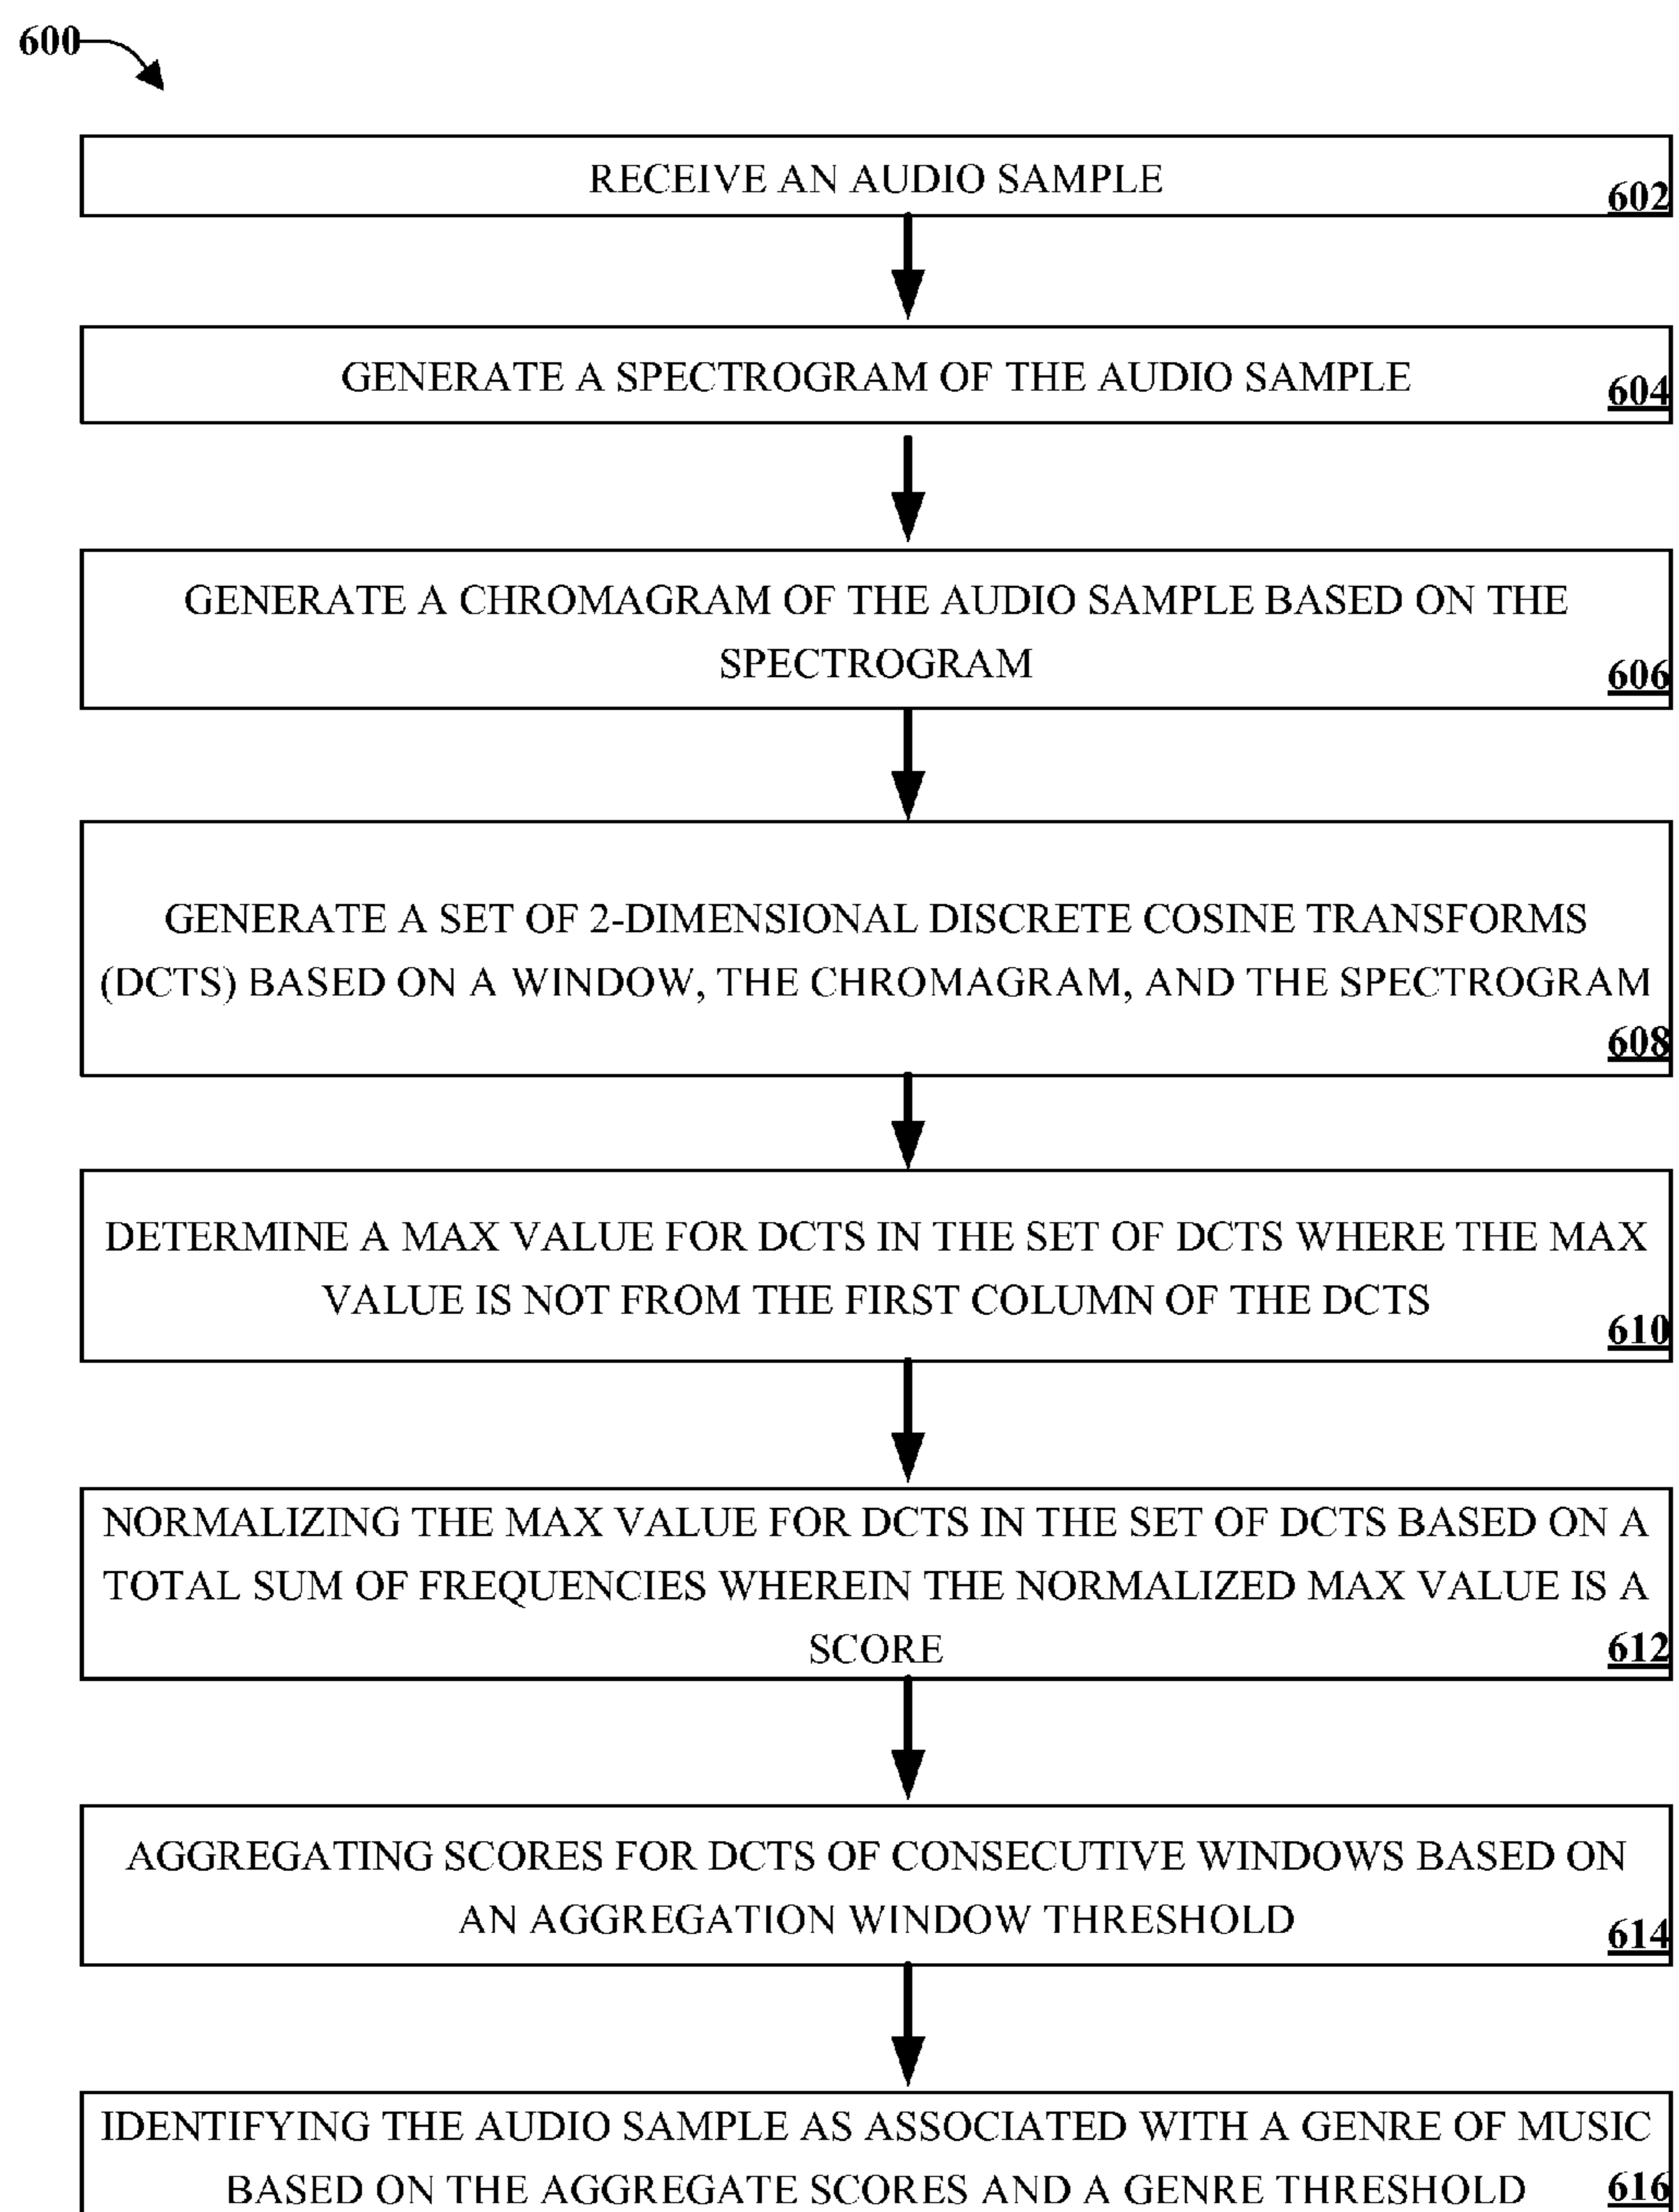 600
RECEIVE AN AUDIO SAMPLE
602
GENERATE A SPECTROGRAM OF THE AUDIO SAMPLE
604
GENERATE A CHROMAGRAM OF THE AUDIO SAMPLE BASED ON THE
SPECTROGRAM
606
GENERATE A SET OF 2-DIMENSIONAL DISCRETE COSINE TRANSFORMS
(DCTS) BASED ON A WINDOW, THE CHROMAGRAM, AND THE SPECTROGRAM
608
DETERMINE A MAX VALUE FOR DCTS IN THE SET OF DCTS WHERE THE MAX
VALUE IS NOT FROM THE FIRST COLUMN OF THE DCTS
610
NORMALIZING THE MAX VALUE FOR DCTS IN THE SET OF DCTS BASED ON A
TOTAL SUM OF FREQUENCIES WHEREIN THE NORMALIZED MAX VALUE IS A
SCORE
612
AGGREGATING SCORES FOR DCTS OF CONSECUTIVE WINDOWS BASED ON
AN AGGREGATION WINDOW THRESHOLD
614
IDENTIFYING THE AUDIO SAMPLE AS ASSOCIATED WITH A GENRE OF MUSIC
BASED ON THE AGGREGATE SCORES AND A GENRE THRESHOLD
616